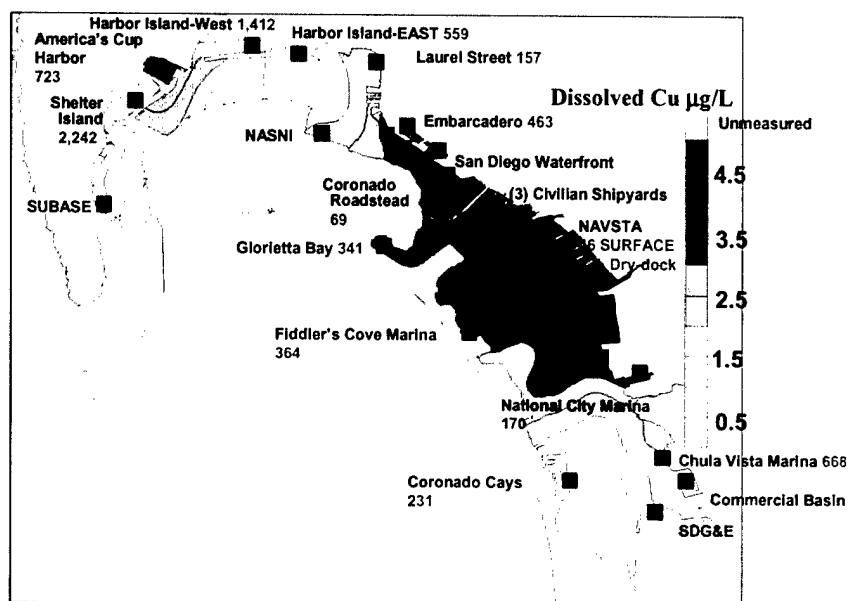 Harbor Island-West 1,412
Harbor Island-EAST 559
America's Cup
Harbor
723
Laurel Street 157
Dissolved Cu µg/L
Shelter
Island
2,242
Unmeasured
Embarcadero 463
NASNI
San Diego Waterfront
4.5
Coronado
Roadstead
69
(3) Civilian Shipyards
SUBASE
NAVSTA
SURFACE
Dry-dock
3.5
Glorietta Bay 341
2.5
Fiddler's Cove Marina
364
1.5
National City Marina
170
0.5
Chula Vista Marina 668
Coronado Cays
231
Commercial Basin
SDG&E